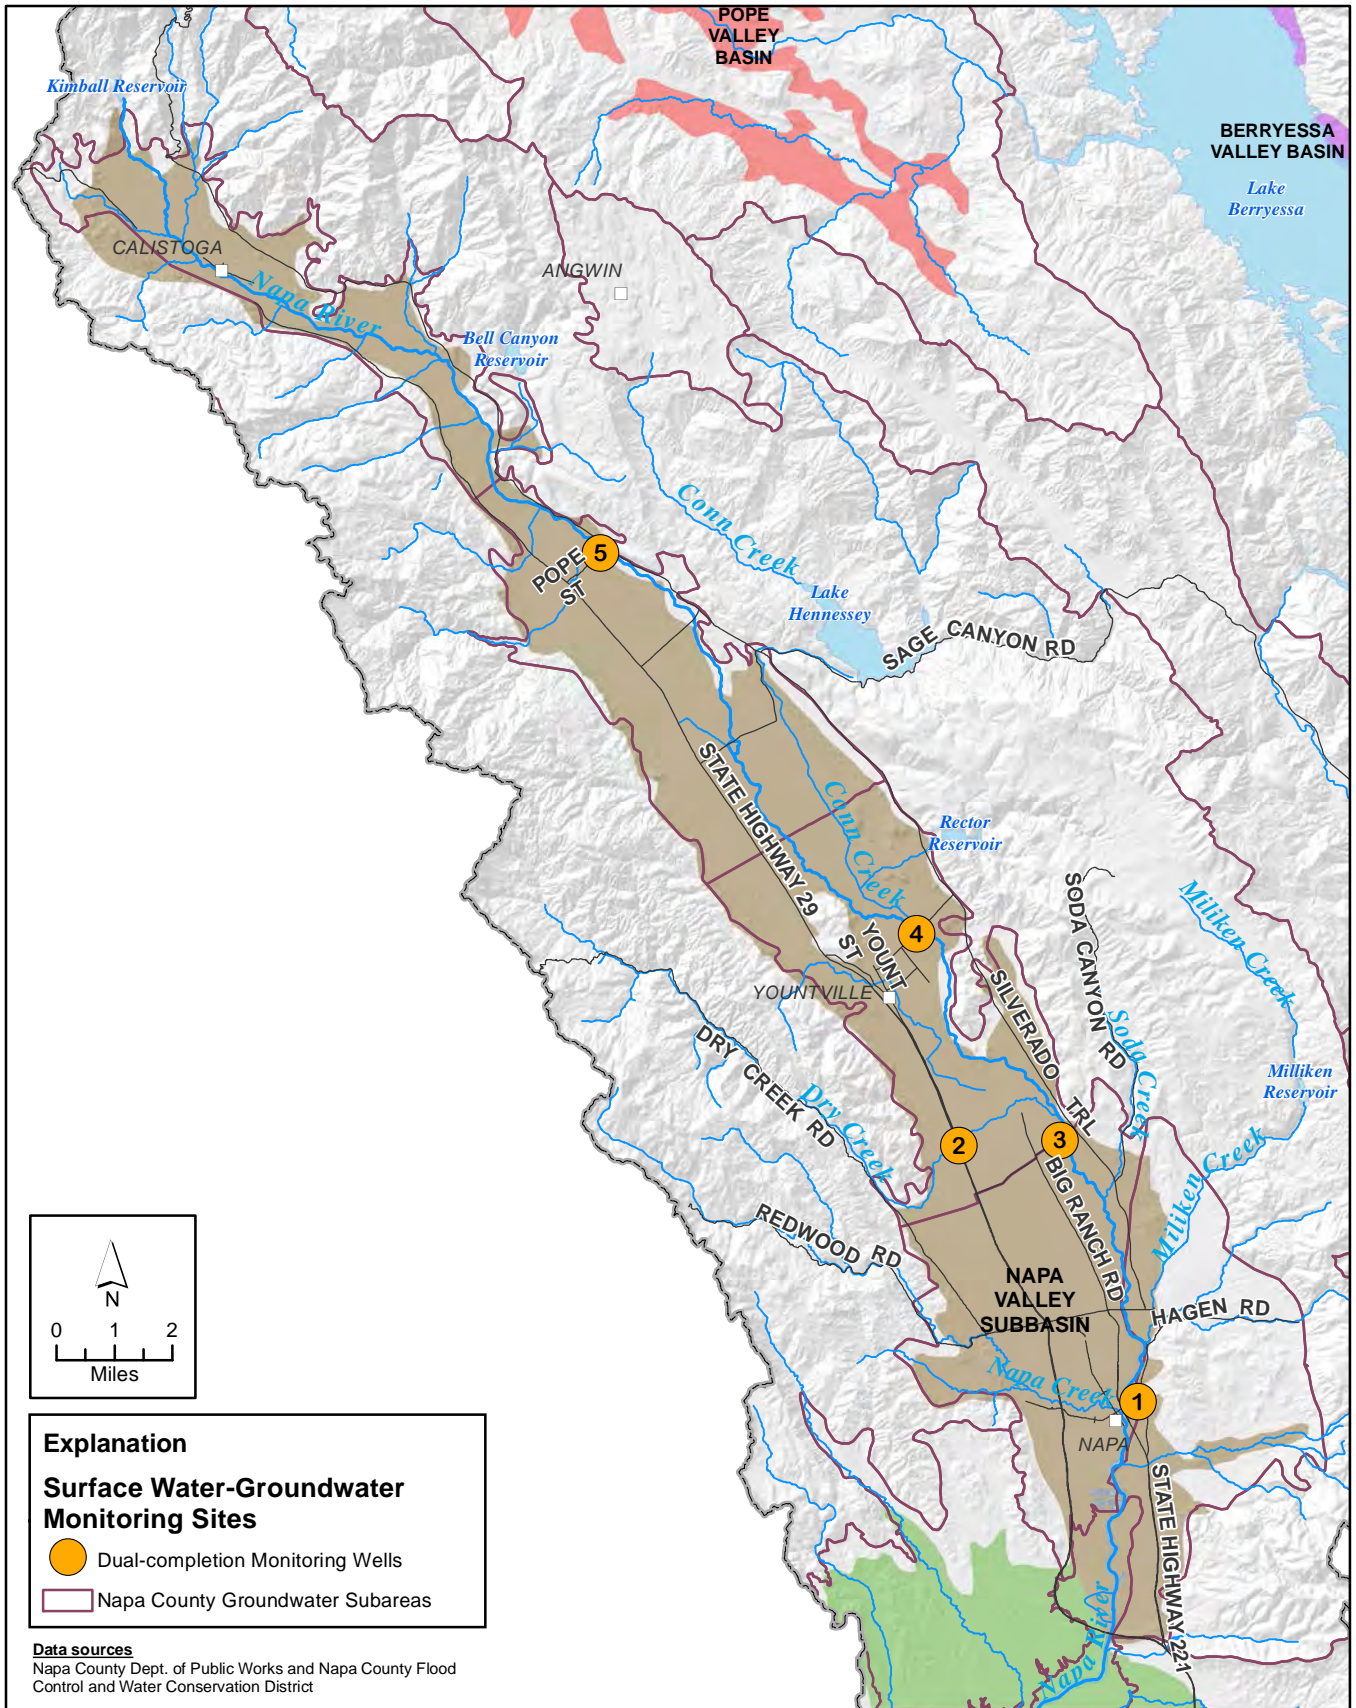 POPE
VALLEY
BASIN
Kimball Reservoir
BERRYESSA
VALLEY BASIN
Lake
Berryessa
CALISTOGA
ANGWIN
Napa River
Bell Canyon
Reservoir
Conn Creek
5
POPE
ST
Lake
Hennessey
SAGE CANYON RD
STATE HIGHWAY 29
Conn Creek
Rector
Reservoir
SODA CANYON RD
Miliken Creek
4
YOUNT
ST
YOUNTVILLE
SILVERADO TRL
Soda Creek
DRY CREEK RD
Dry Creek
Milliken
Reservoir
2
3
BIG RANCH RD
Miliken Creek
REDWOOD RD
NAPA
VALLEY
SUBBASIN
HAGEN RD
Napa Creek
1
NAPA
STATE HIGHWAY 221
Napa River
N
0 1 2
Miles
Explanation
Surface Water-Groundwater
Monitoring Sites
Dual-completion Monitoring Wells
Napa County Groundwater Subareas
Data sources
Napa County Dept. of Public Works and Napa County Flood
Control and Water Conservation District